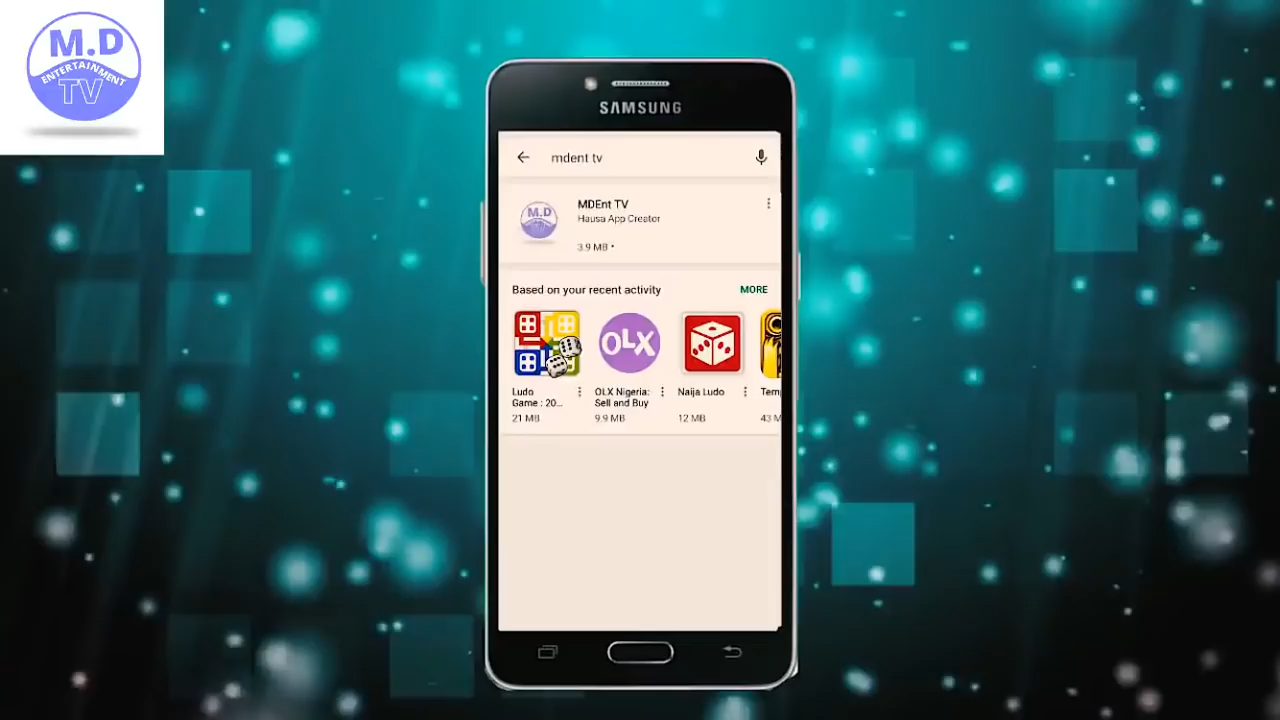 M.D
ENTERTAINMENT
TV
SAMSUNG
mdent tv
M.D
MDEnt TV
Hausa App Creator
3.9 MB •
Based on your recent activity
MORE
OLX
Ludo
Game : 20...
21 MB
OLX Nigeria:
Sell and Buy
9.9 MB
Naija Ludo
12 MB
Tem
43 M